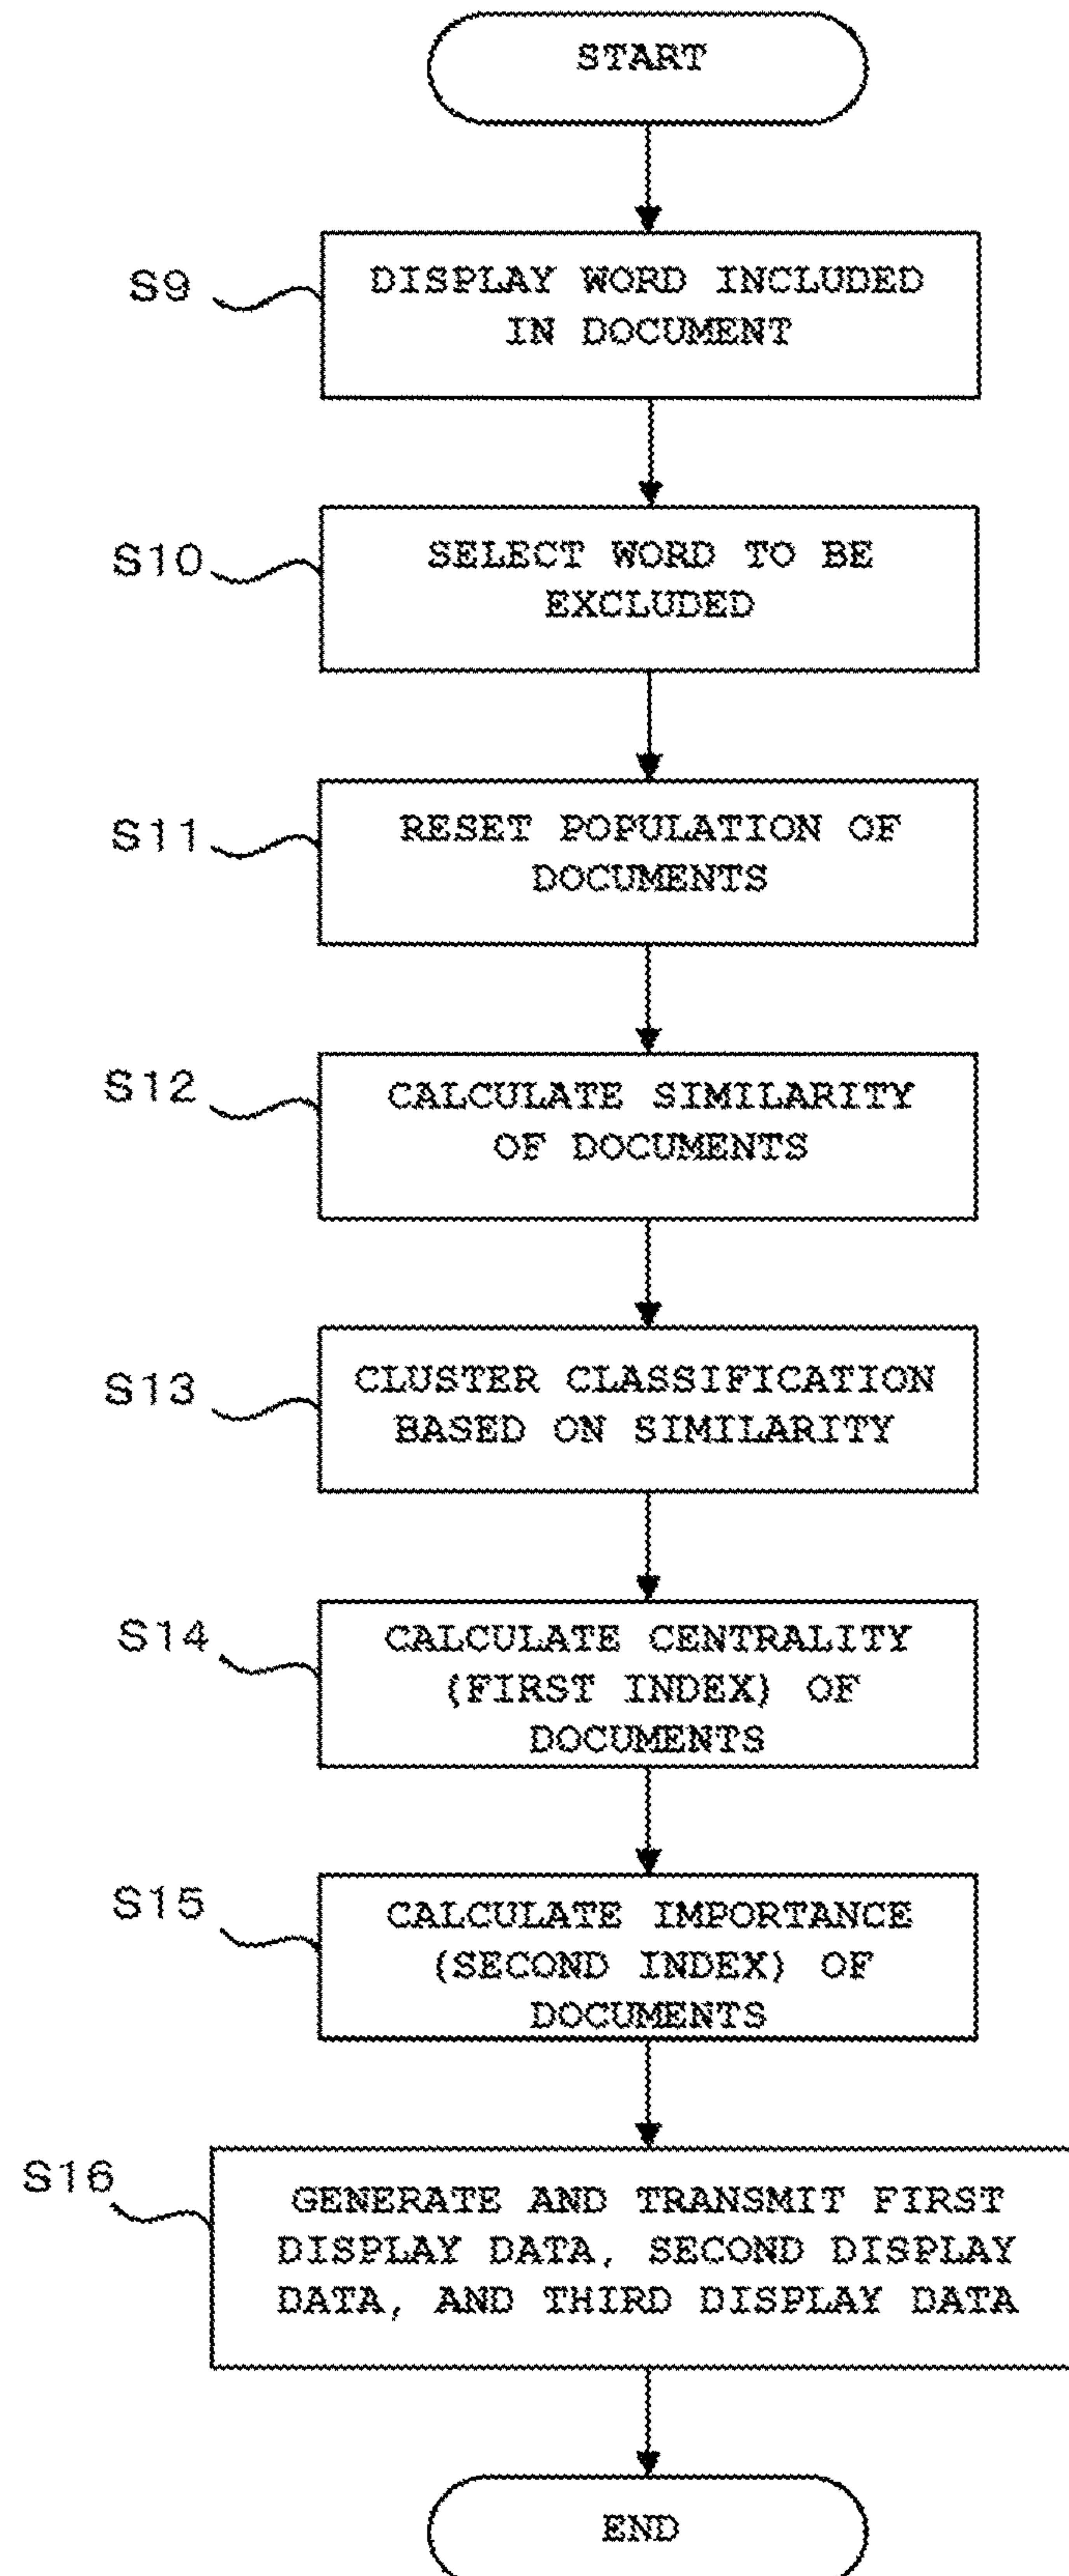 START
S9
DISPLAY WORD INCLUDED
IN DOCUMENT
S10
SELECT WORD TO BE
EXCLUDED
S11
RESET POPULATION OF
DOCUMENTS
S12
CALCULATE SIMILARITY
OF DOCUMENTS
S13
CLUSTER CLASSIFICATION
BASED ON SIMILARITY
S14
CALCULATE CENTRALITY
(FIRST INDEX) OF
DOCUMENTS
S15
CALCULATE IMPORTANCE
(SECOND INDEX) OF
DOCUMENTS
S16
GENERATE AND TRANSMIT FIRST
DISPLAY DATA, SECOND DISPLAY
DATA, AND THIRD DISPLAY DATA
END